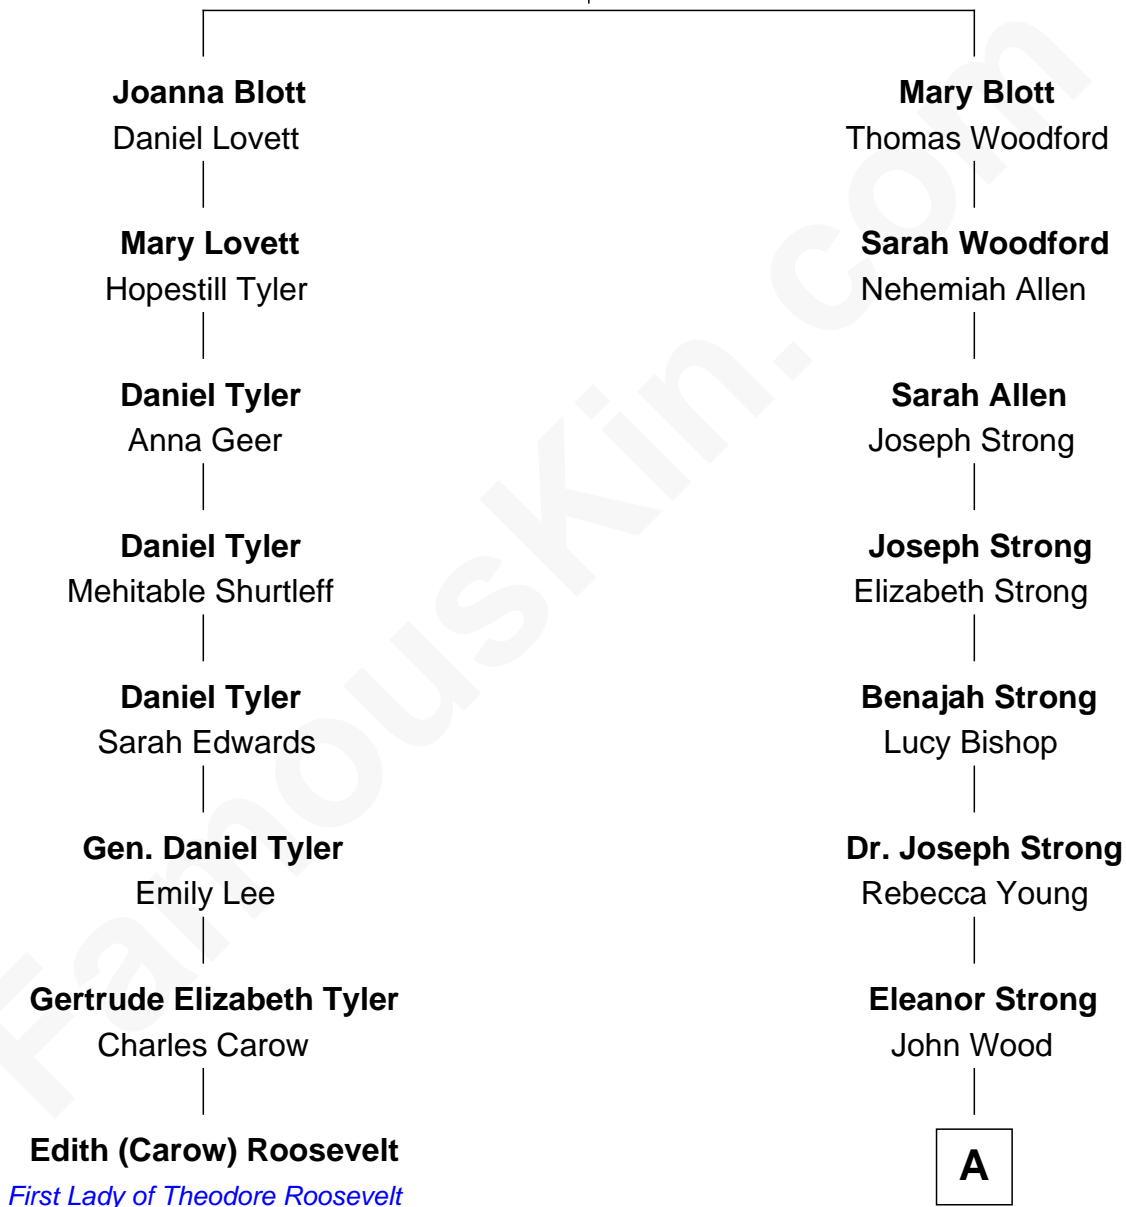 Joanna Blott
Daniel Lovett
Mary Lovett
Hopestill Tyler
Daniel Tyler
Anna Geer
Daniel Tyler
Mehitable Shurtleff
Daniel Tyler
Sarah Edwards
Gen. Daniel Tyler
Emily Lee
Gertrude Elizabeth Tyler
Charles Carow
Edith (Carow) Roosevelt
First Lady of Theodore Roosevelt
Mary Blott
Thomas Woodford
Sarah Woodford
Nehemiah Allen
Sarah Allen
Joseph Strong
Joseph Strong
Elizabeth Strong
Benajah Strong
Lucy Bishop
Dr. Joseph Strong
Rebecca Young
Eleanor Strong
John Wood
A
FamousKin.com